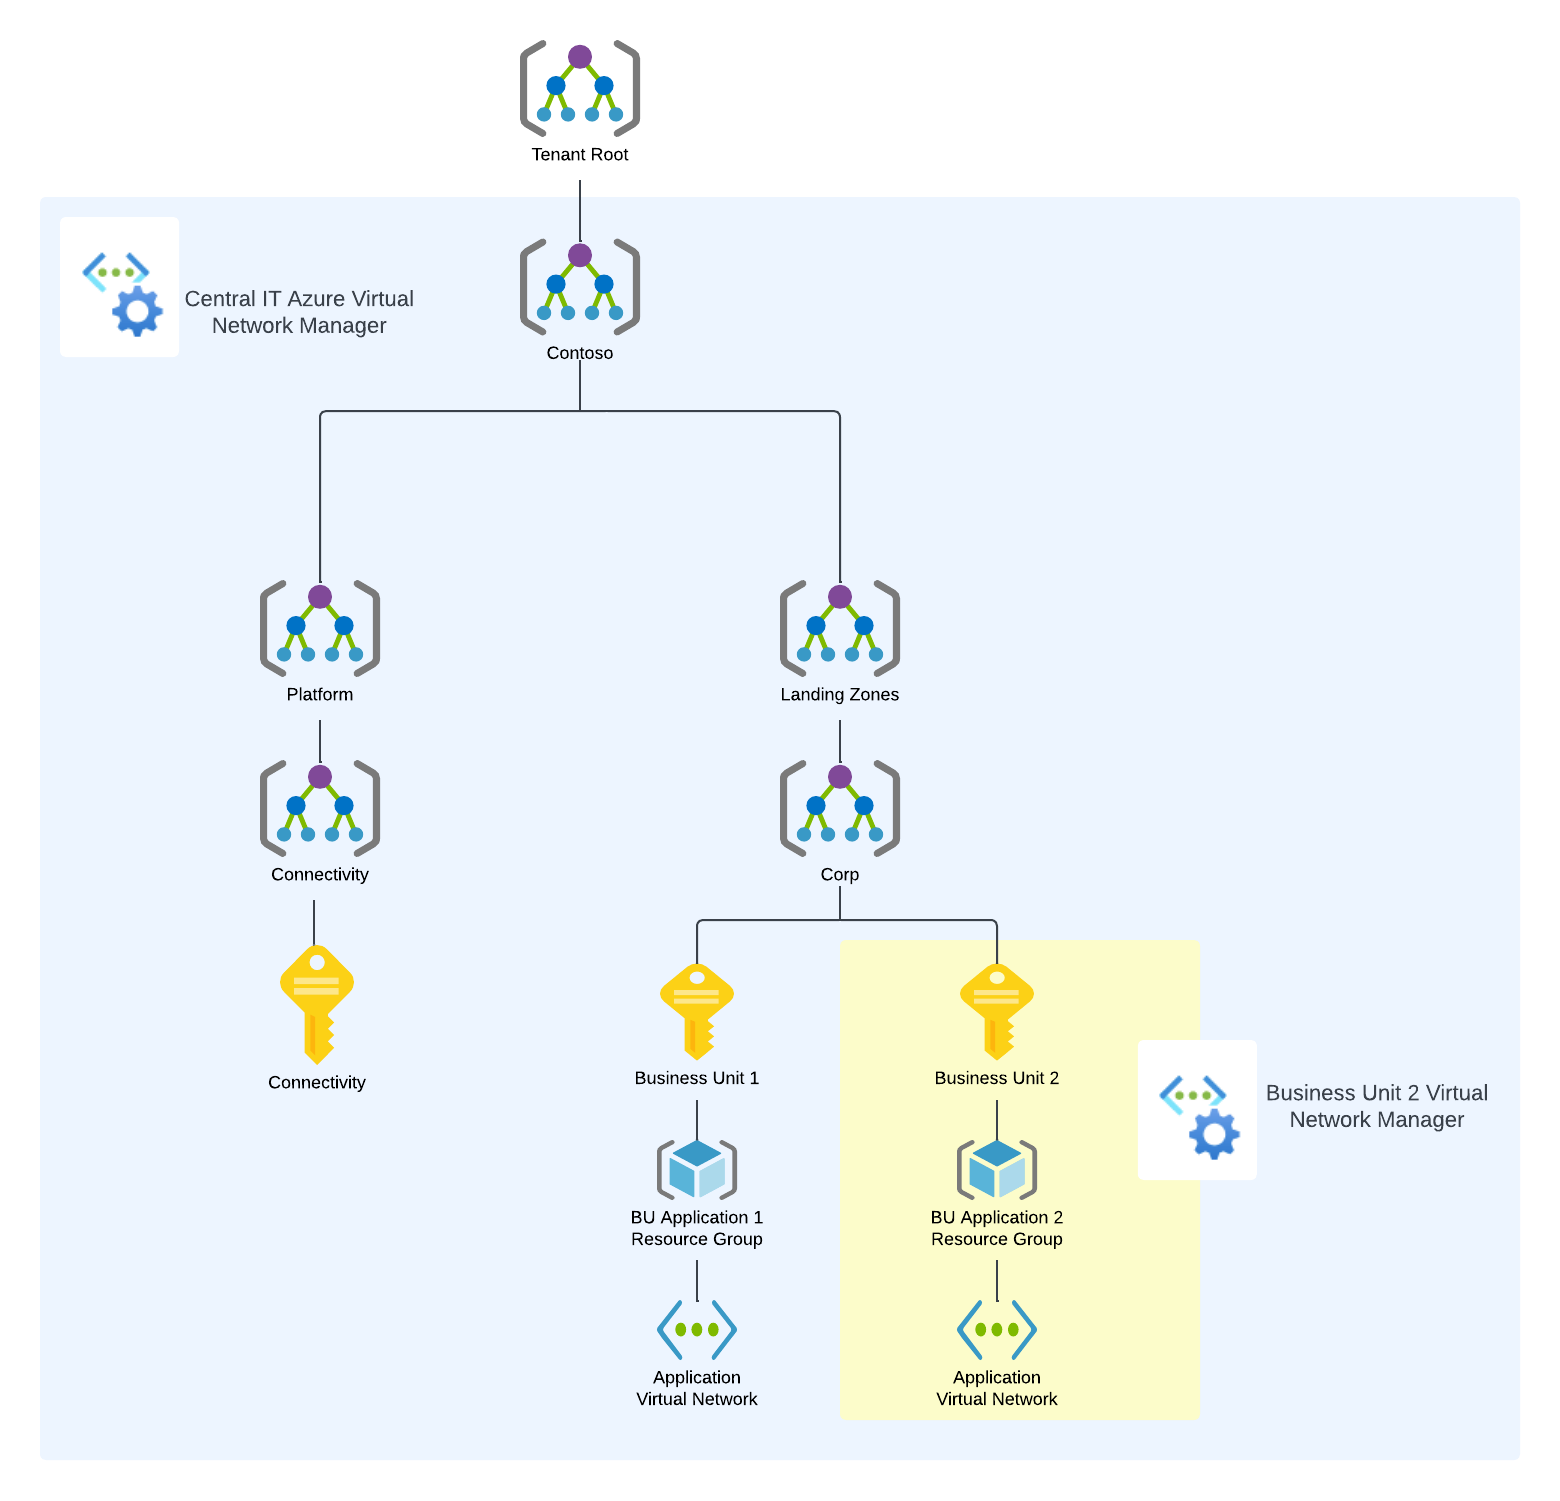 Tenant Root
Central IT Azure Virtual
Network Manager
Contoso
Platform
Landing Zones
Connectivity
Corp
Connectivity
Business Unit 1
Business Unit 2
Business Unit 2 Virtual
Network Manager
BU Application 1
Resource Group
BU Application 2
Resource Group
Application
Virtual Network
Application
Virtual Network